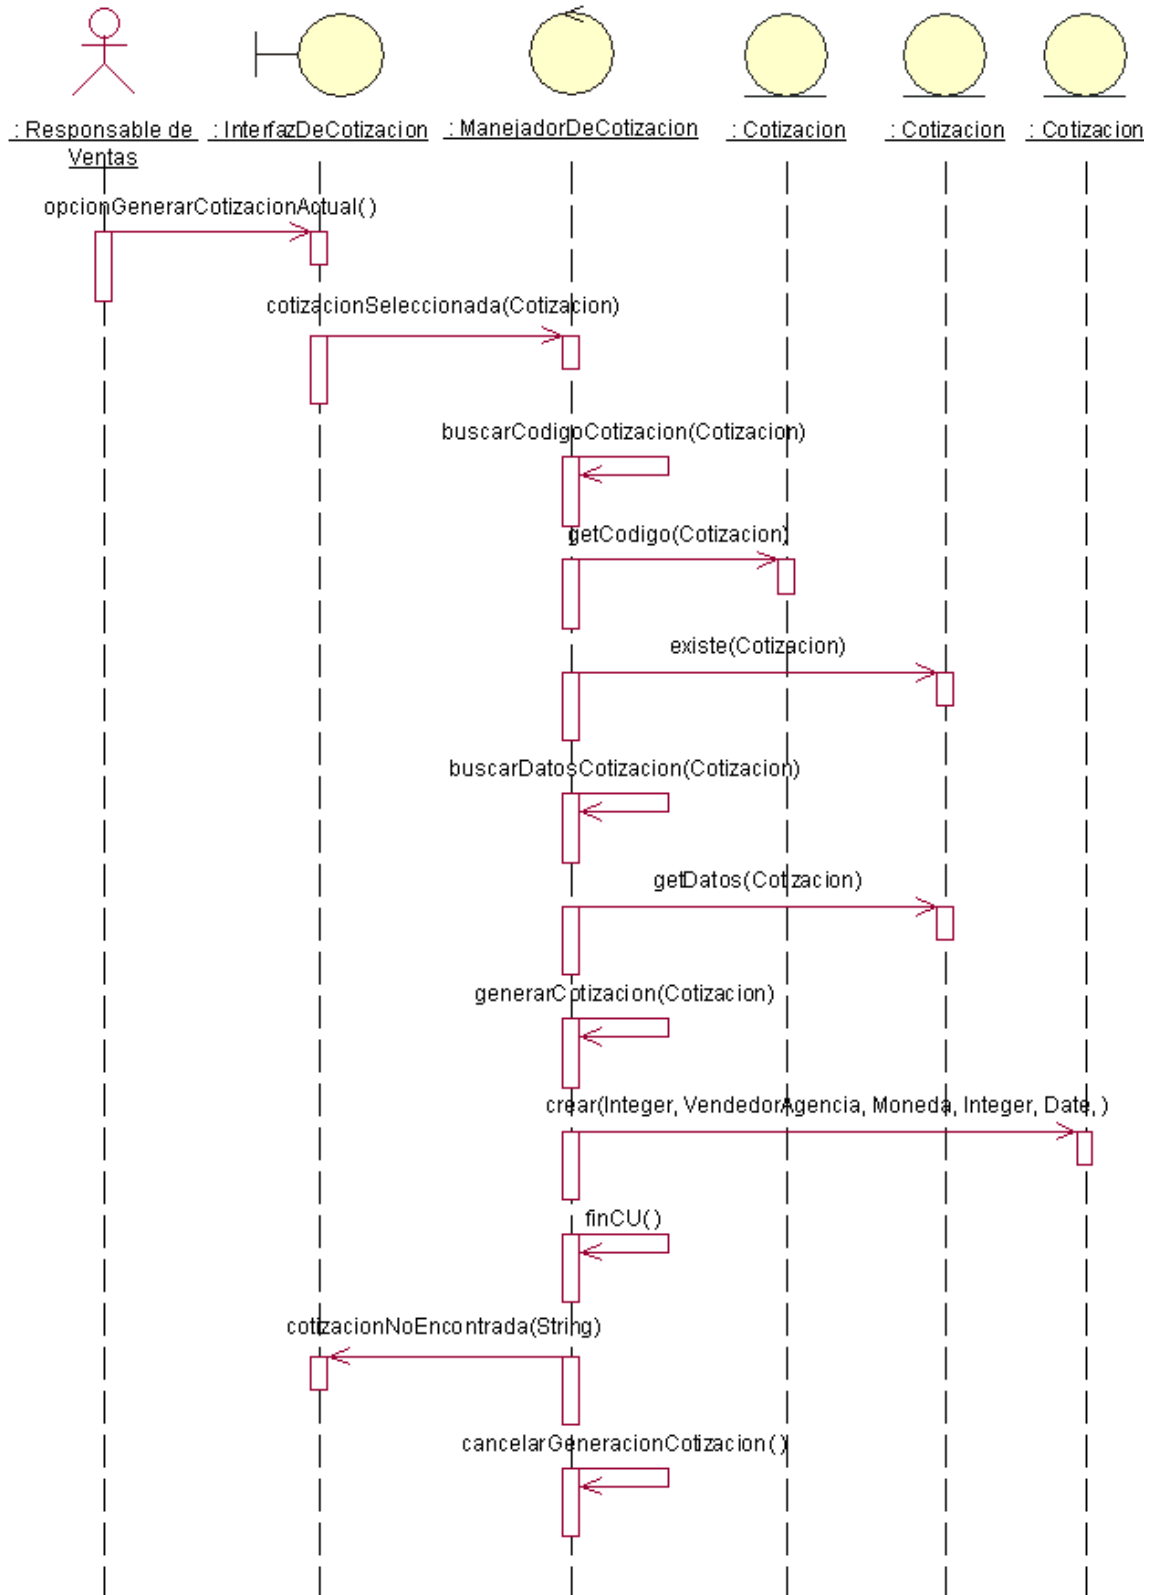 : Responsable de Ventas
: InterfazDeCotizacion
: ManejadorDeCotizacion
: Cotizacion
: Cotizacion
: Cotizacion
opcionGenerarCotizacionActual()
cotizacionSeleccionada(Cotizacion)
buscarCodigoCotizacion(Cotizacion)
getCodigo(Cotizacion)
existe(Cotizacion)
buscarDatosCotizacion(Cotizacion)
getDatos(Cotizacion)
generarCotizacion(Cotizacion)
crear(Integer, VendedorAgencia, Moneda, Integer, Date, )
finCU()
cotizacionNoEncontrada(String)
cancelarGeneracionCotizacion()